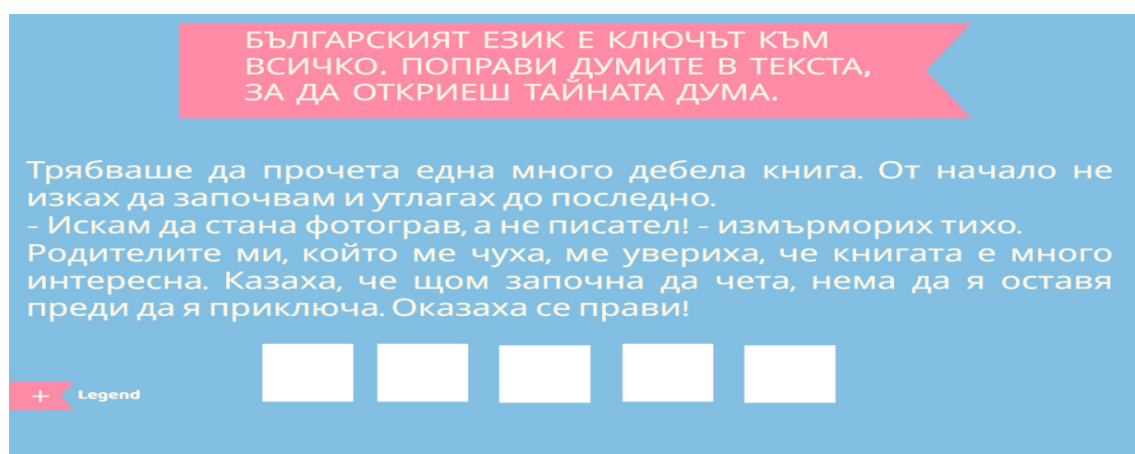 БЪЛГАРСКИЯТ ЕЗИК Е КЛЮЧЪТ КЪМ
ВСИЧКО. ПОПРАВИ ДУМИТЕ В ТЕКСТА,
ЗА ДА ОТКРИЕШ ТАЙНАТА ДУМА.
Трябваше да прочета една много дебела книга. От начало не
изках да започвам и утлагах до последно.
- Искам да стана фотограв, а не писател! - измърморих тихо.
Родителите ми, който ме чуха, ме увериха, че книгата е много
интересна. Казаха, че щом започна да чета, нема да я оставя
преди да я приключа. Оказаха се прави!
+ Legend